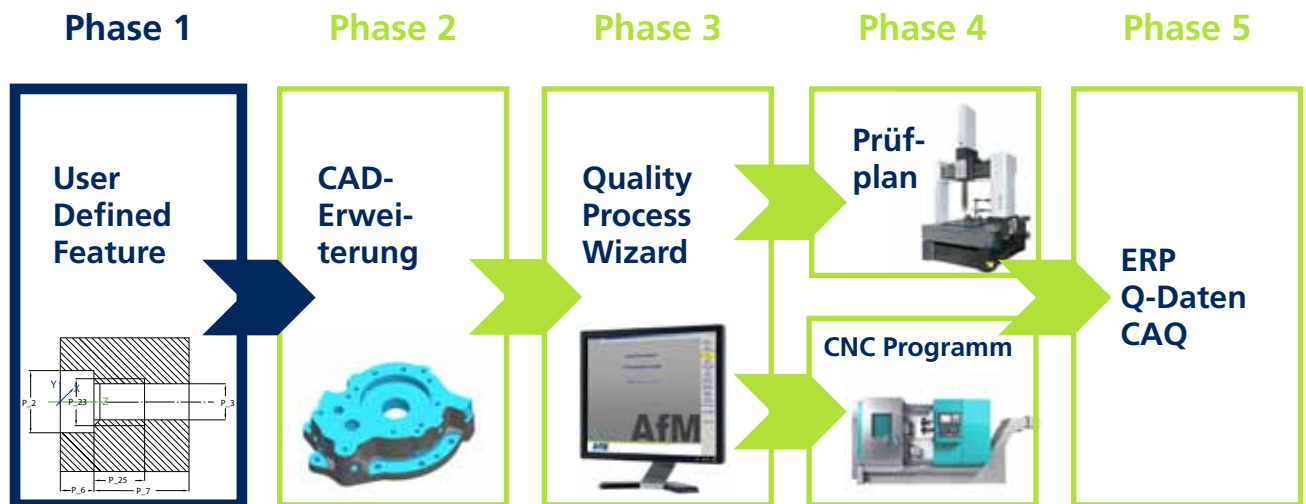 Phase 1
Phase 2
Phase 3
Phase 4
Phase 5
User
Defined
Feature
Y
X
Z
P_2
P_23
P_3
P_25
P_6
P_7
CAD-
Erwei-
terung
Quality
Process
Wizard
AfM
Prüf-
plan
CNC Programm
ERP
Q-Daten
CAQ